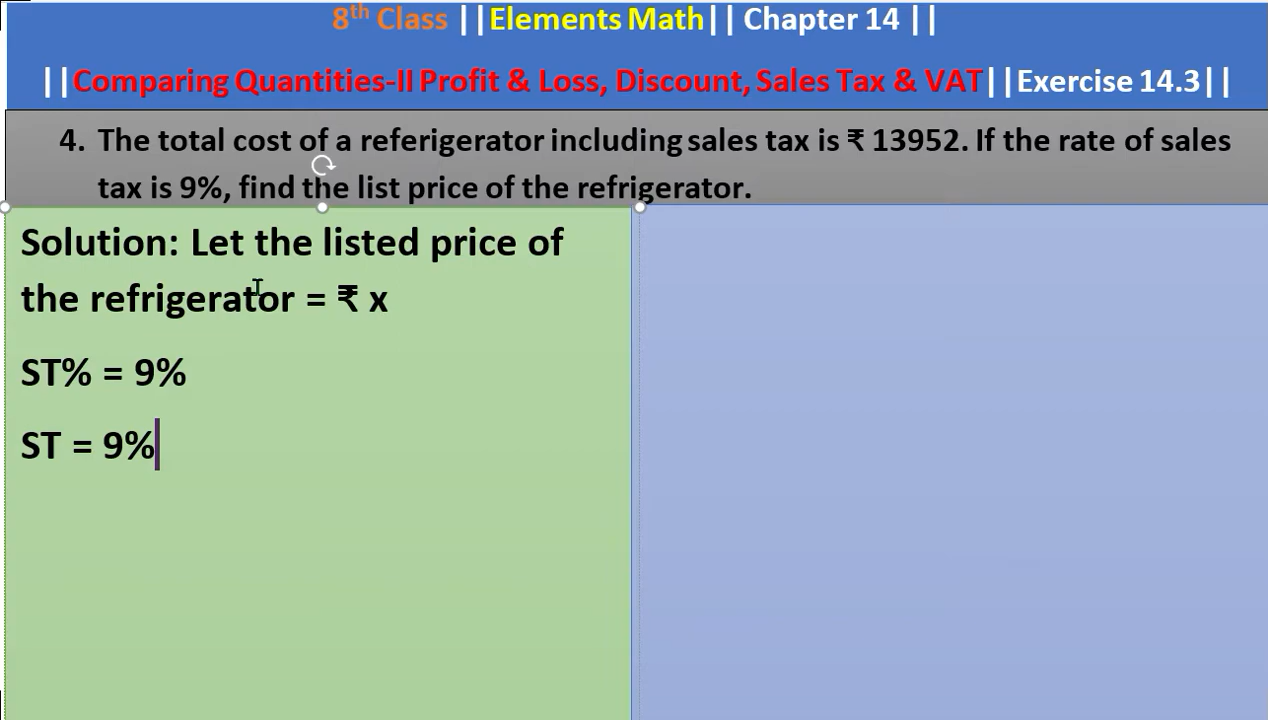 8th Class ||Elements Math|| Chapter 14 ||
||Comparing Quantities-II Profit & Loss, Discount, Sales Tax & VAT||Exercise 14.3||
4. The total cost of a referigerator including sales tax is ₹ 13952. If the rate of sales
tax is 9%, find the list price of the refrigerator.
Solution: Let the listed price of
the refrigerator = ₹ x
ST% = 9%
ST = 9%